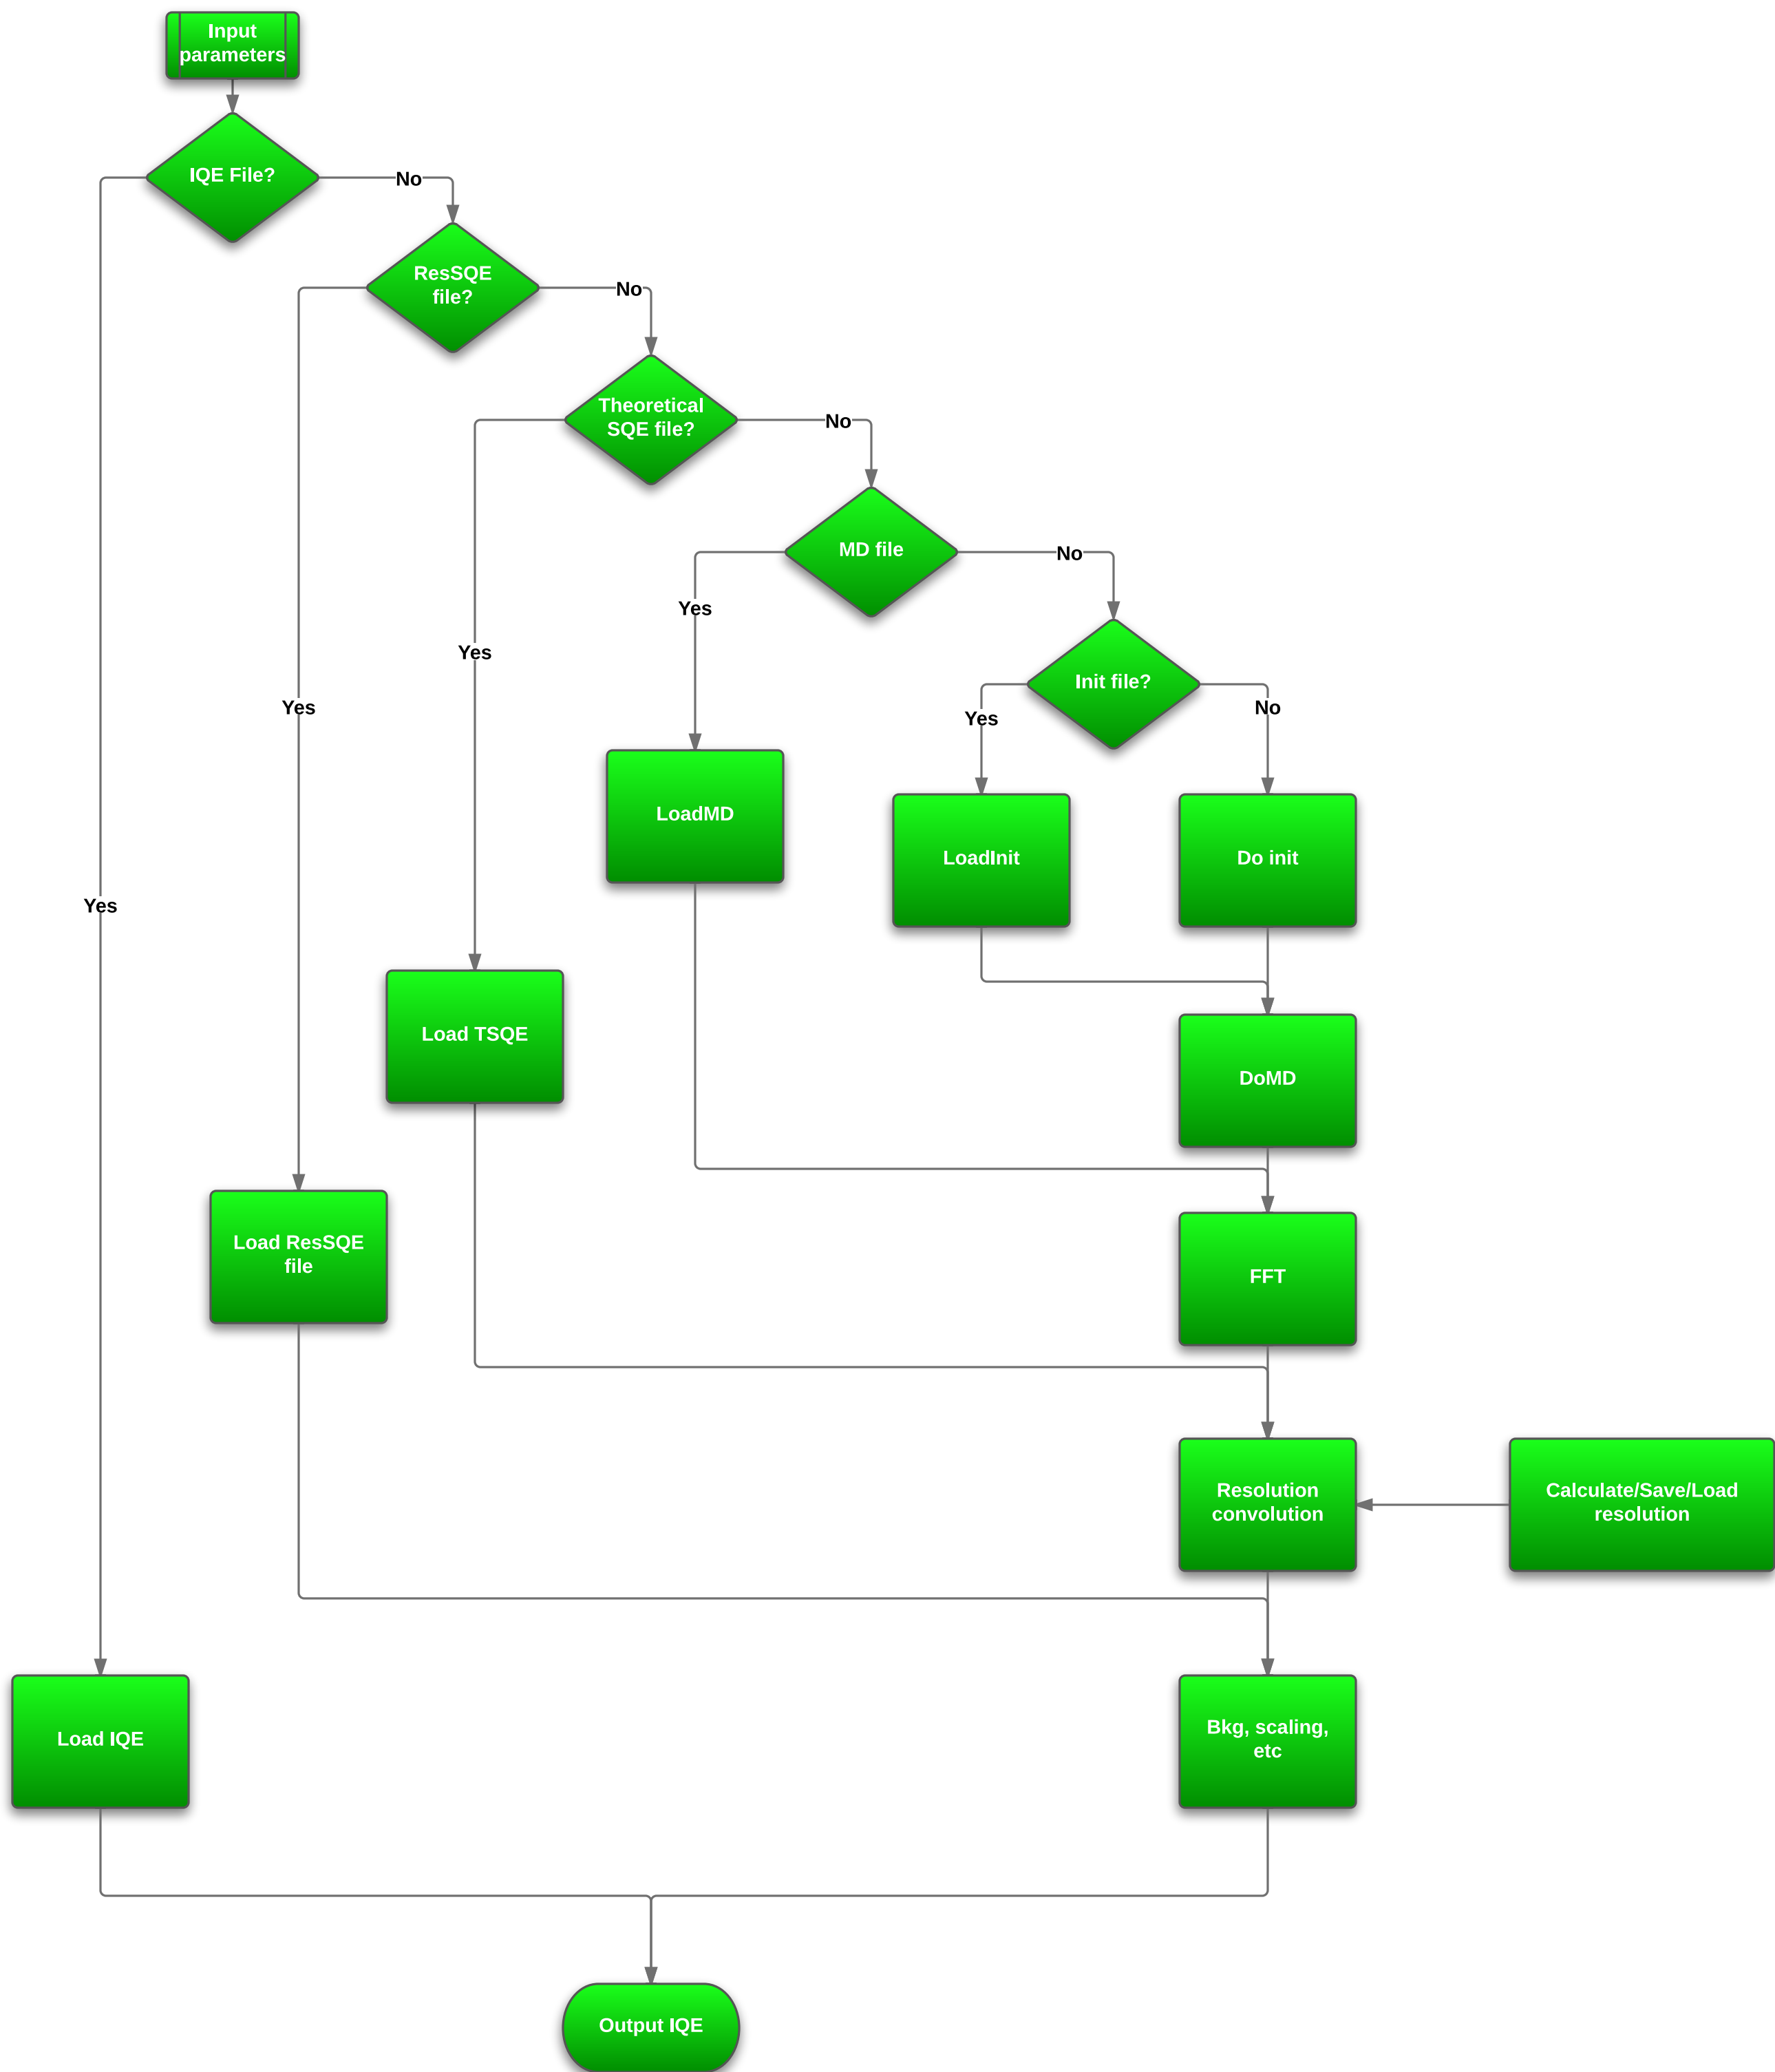 Input
parameters
IQE File?
No
ResSQE
file?
No
Theoretical
SQE file?
No
MD file
No
Yes
Init file?
Yes
Yes
No
Yes
LoadMD
LoadInit
Do init
Yes
Load TSQE
DoMD
Load ResSQE
file
FFT
Resolution
convolution
Calculate/Save/Load
resolution
Load IQE
Bkg, scaling,
etc
Output IQE